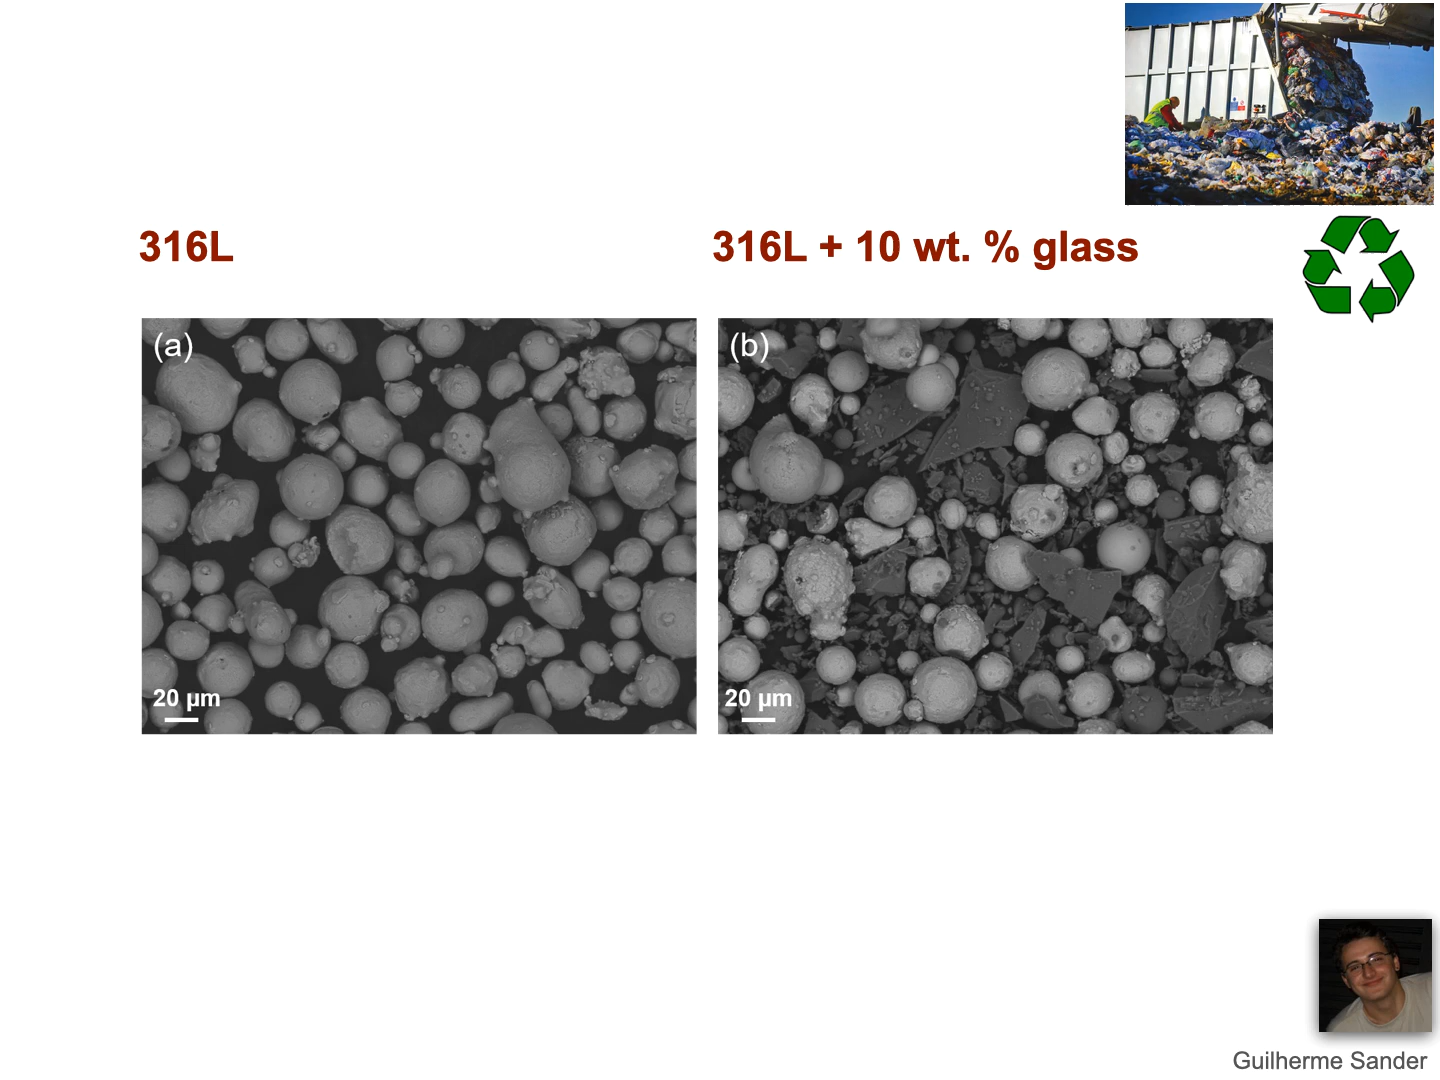 316L
316L + 10 wt. % glass
(a)
(b)
20 µm
20 µm
Guilherme Sander